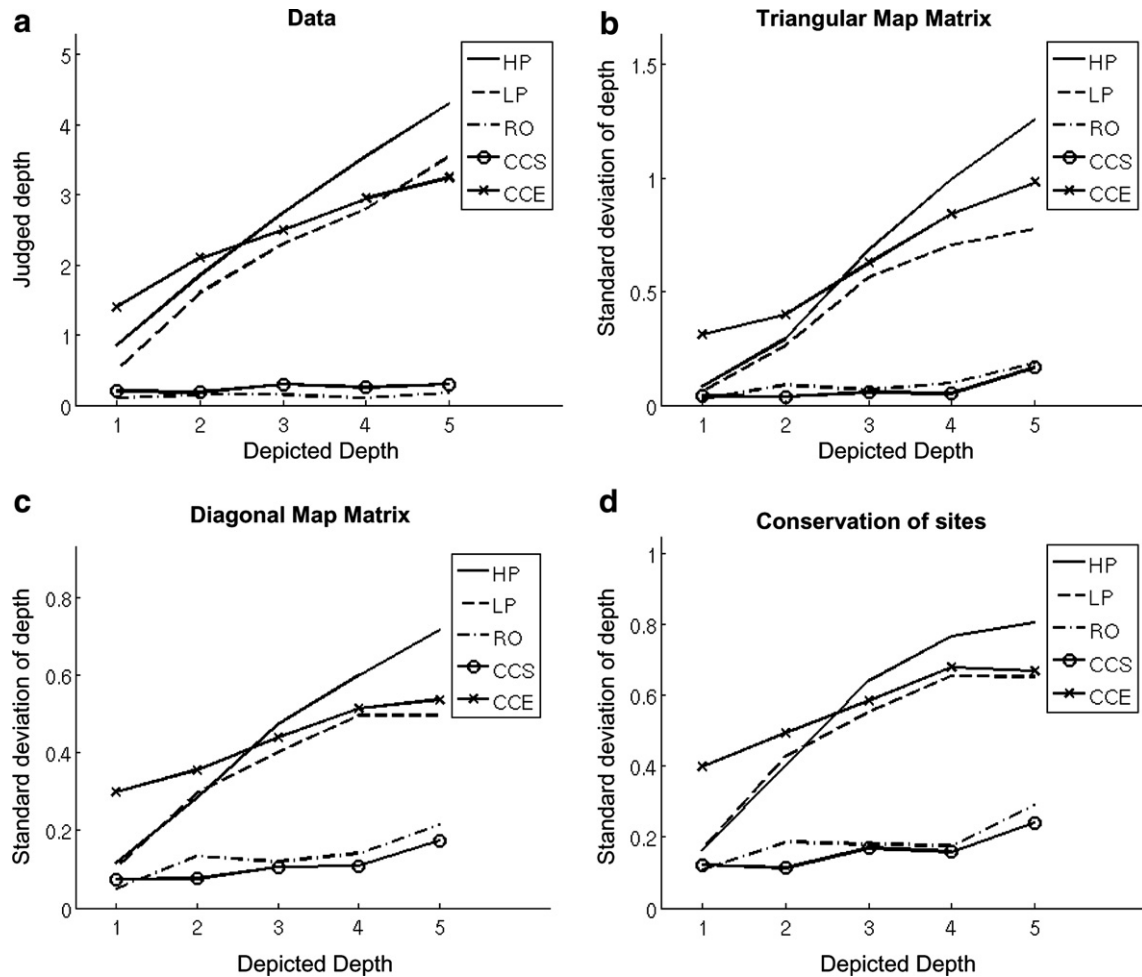 a
Data
Judged depth
5
4
3
2
1
0
1 2 3 4 5
Depicted Depth
HP
LP
RO
CCS
CCE
b
Triangular Map Matrix
Standard deviation of depth
1.5
1
0.5
0
1 2 3 4 5
Depicted Depth
HP
LP
RO
CCS
CCE
c
Diagonal Map Matrix
Standard deviation of depth
0.8
0.6
0.4
0.2
0
1 2 3 4 5
Depicted Depth
HP
LP
RO
CCS
CCE
d
Conservation of sites
Standard deviation of depth
1
0.8
0.6
0.4
0.2
0
1 2 3 4 5
Depicted Depth
HP
LP
RO
CCS
CCE